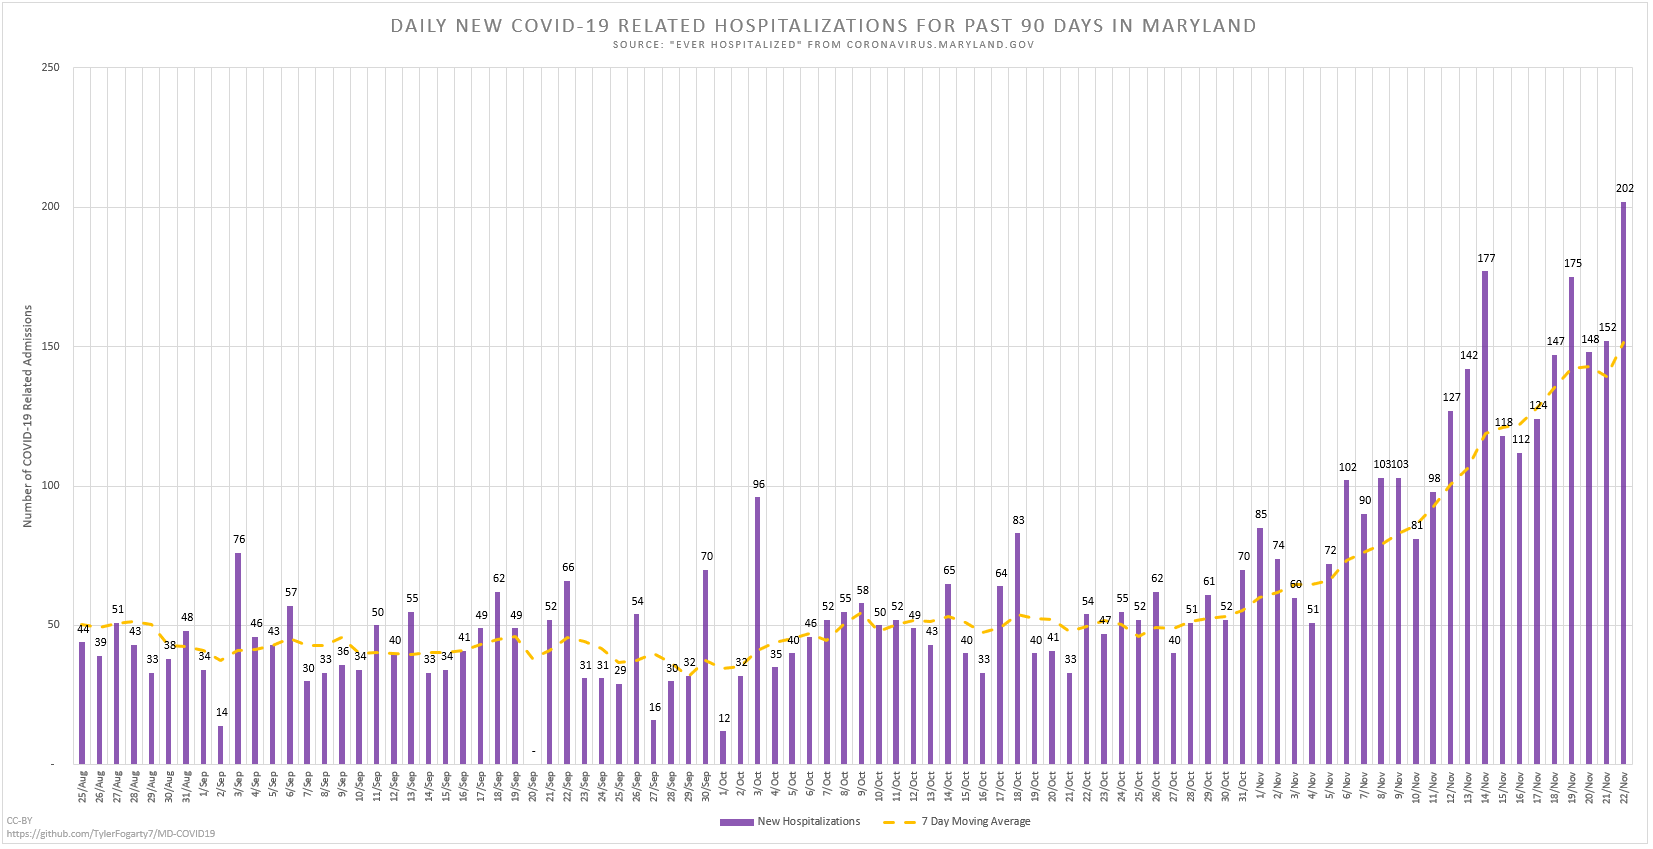 DAILY NEW COVID-19 RELATED HOSPITALIZATIONS FOR PAST 90 DAYS IN MARYLAND
SOURCE: "EVER HOSPITALIZED" FROM CORONAVIRUS.MARYLAND.GOV
Number of COVID-19 Related Admissions
250
200
150
100
50
-
44 39 51 43 33 38 48 34 14 76 46 43 57 30 33 36 34 50 40 55 33 34 41 49 62 49 - 52 66 31 31 29 54 16 30 32 70 12 32 96 35 40 46 52 55 58 50 52 49 43 65 40 33 64 83 40 41 33 54 47 55 52 62 40 51 61 52 70 85 74 60 51 72 102 90 103 103 81 98 127 142 177 118 112 124 147 175 148 152 202
25/Aug 26/Aug 27/Aug 28/Aug 29/Aug 30/Aug 31/Aug 1/Sep 2/Sep 3/Sep 4/Sep 5/Sep 6/Sep 7/Sep 8/Sep 9/Sep 10/Sep 11/Sep 12/Sep 13/Sep 14/Sep 15/Sep 16/Sep 17/Sep 18/Sep 19/Sep 20/Sep 21/Sep 22/Sep 23/Sep 24/Sep 25/Sep 26/Sep 27/Sep 28/Sep 29/Sep 30/Sep 1/Oct 2/Oct 3/Oct 4/Oct 5/Oct 6/Oct 7/Oct 8/Oct 9/Oct 10/Oct 11/Oct 12/Oct 13/Oct 14/Oct 15/Oct 16/Oct 17/Oct 18/Oct 19/Oct 20/Oct 21/Oct 22/Oct 23/Oct 24/Oct 25/Oct 26/Oct 27/Oct 28/Oct 29/Oct 30/Oct 31/Oct 1/Nov 2/Nov 3/Nov 4/Nov 5/Nov 6/Nov 7/Nov 8/Nov 9/Nov 10/Nov 11/Nov 12/Nov 13/Nov 14/Nov 15/Nov 16/Nov 17/Nov 18/Nov 19/Nov 20/Nov 21/Nov 22/Nov
New Hospitalizations 7 Day Moving Average
CC-BY
https://github.com/TylerFogarty7/MD-COVID19